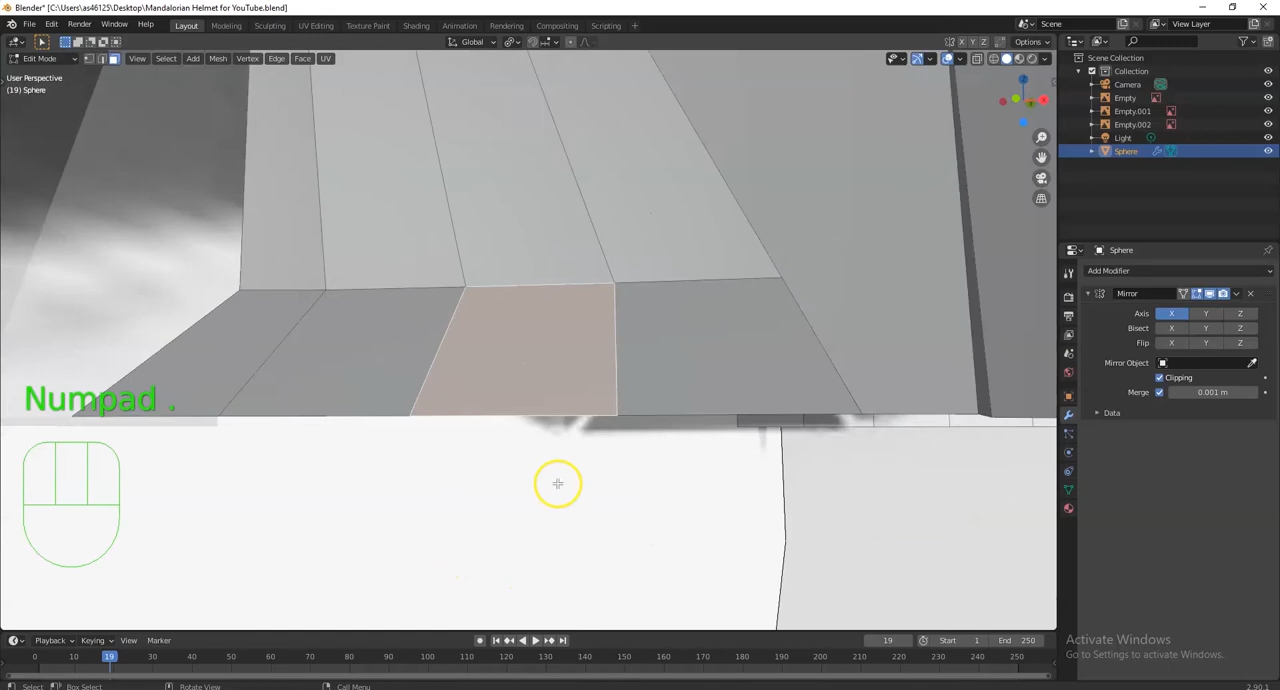 Blender* [C:\Users\as46125\Desktop\Mandalorian Helmet for YouTube.blend]
File Edit Render Window Help Layout Modeling Sculpting UV Editing Texture Paint Shading Animation Rendering Compositing Scripting Scene View Layer
Global Options
X Y Z
Edit Mode View Select Add Mesh Vertex Edge Face UV
User Perspective
(19) Sphere
Z
X
Numpad .
Scene Collection
Collection
Camera
Empty
Empty.001
Empty.002
Light
Sphere
Sphere
Add Modifier
Mirror
Axis X Y Z
Bisect X Y Z
Flip X Y Z
Mirror Object
Clipping
Merge 0.001 m
Data
Activate Windows
Go to Settings to activate Windows.
Playback Keying View Marker 19 Start 1 End 250
0 10 19 30 40 50 60 70 80 90 100 110 120 130 140 150 160 170 180 190 200 210 220 230 240 250
Select Box Select Rotate View Call Menu 2.90.1